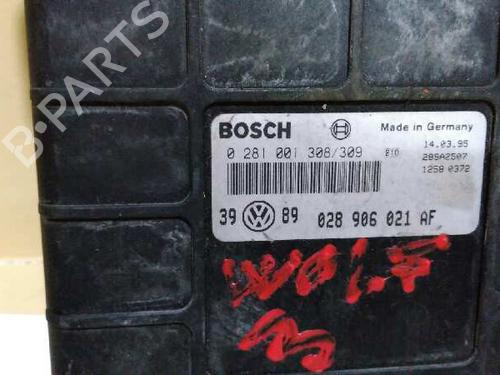 B-PARTS
BOSCH
Made in Germany
0 281 001 308/309 B10
14.03.95
28SA2507
1258 0372
39 89 028 906 021 AF